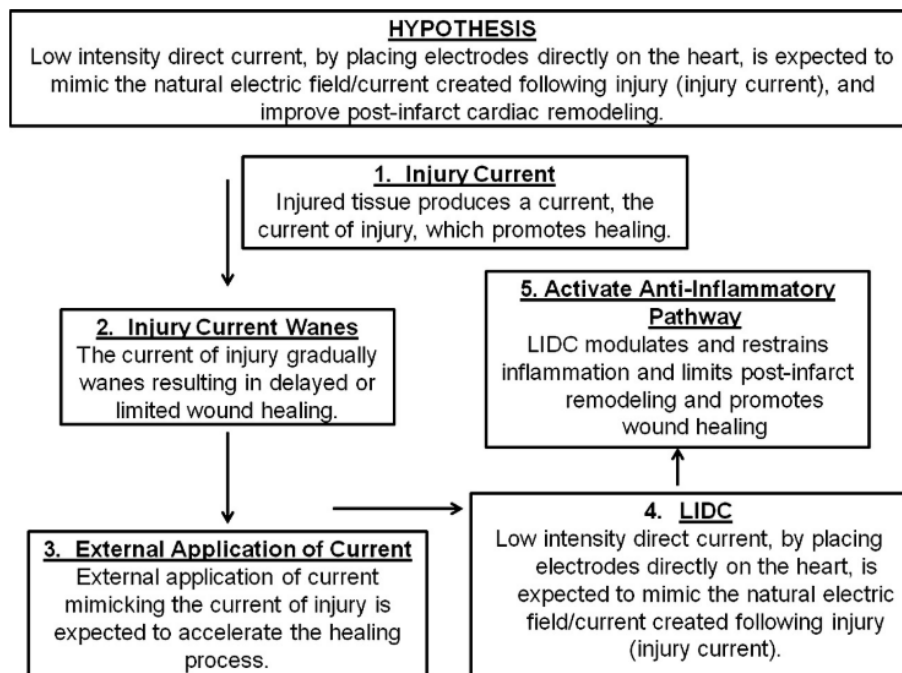 HYPOTHESIS
Low intensity direct current, by placing electrodes directly on the heart, is expected to
mimic the natural electric field/current created following injury (injury current), and
improve post-infarct cardiac remodeling.
1. Injury Current
Injured tissue produces a current, the
current of injury, which promotes healing.
2. Injury Current Wanes
The current of injury gradually
wanes resulting in delayed or
limited wound healing.
3. External Application of Current
External application of current
mimicking the current of injury is
expected to accelerate the healing
process.
4. LIDC
Low intensity direct current, by placing
electrodes directly on the heart, is
expected to mimic the natural electric
field/current created following injury
(injury current).
5. Activate Anti-Inflammatory
Pathway
LIDC modulates and restrains
inflammation and limits post-infarct
remodeling and promotes
wound healing